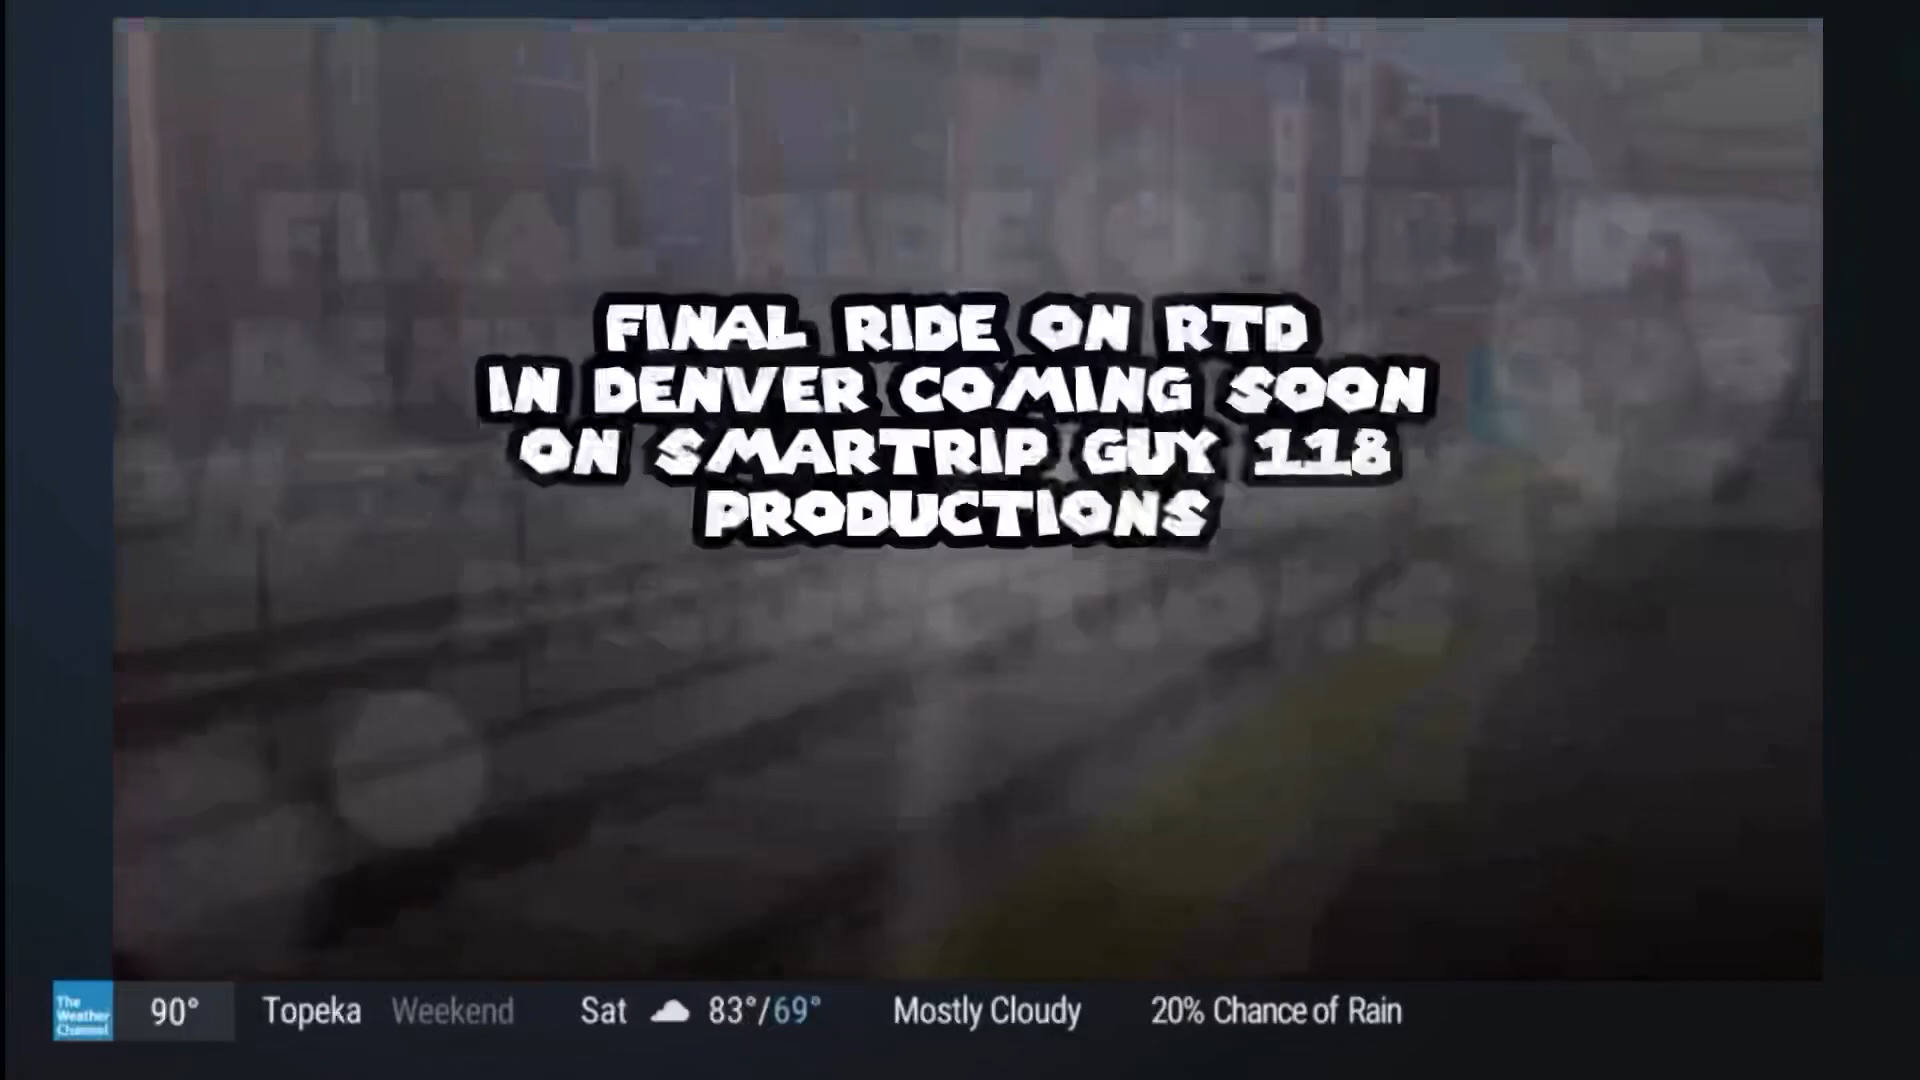 FINAL RIDE ON RTD
IN DENVER COMING SOON
ON SMARTRIP GUY 118
PRODUCTIONS
The
Weather
Channel
90° Topeka Weekend Sat 83°/69° Mostly Cloudy 20% Chance of Rain